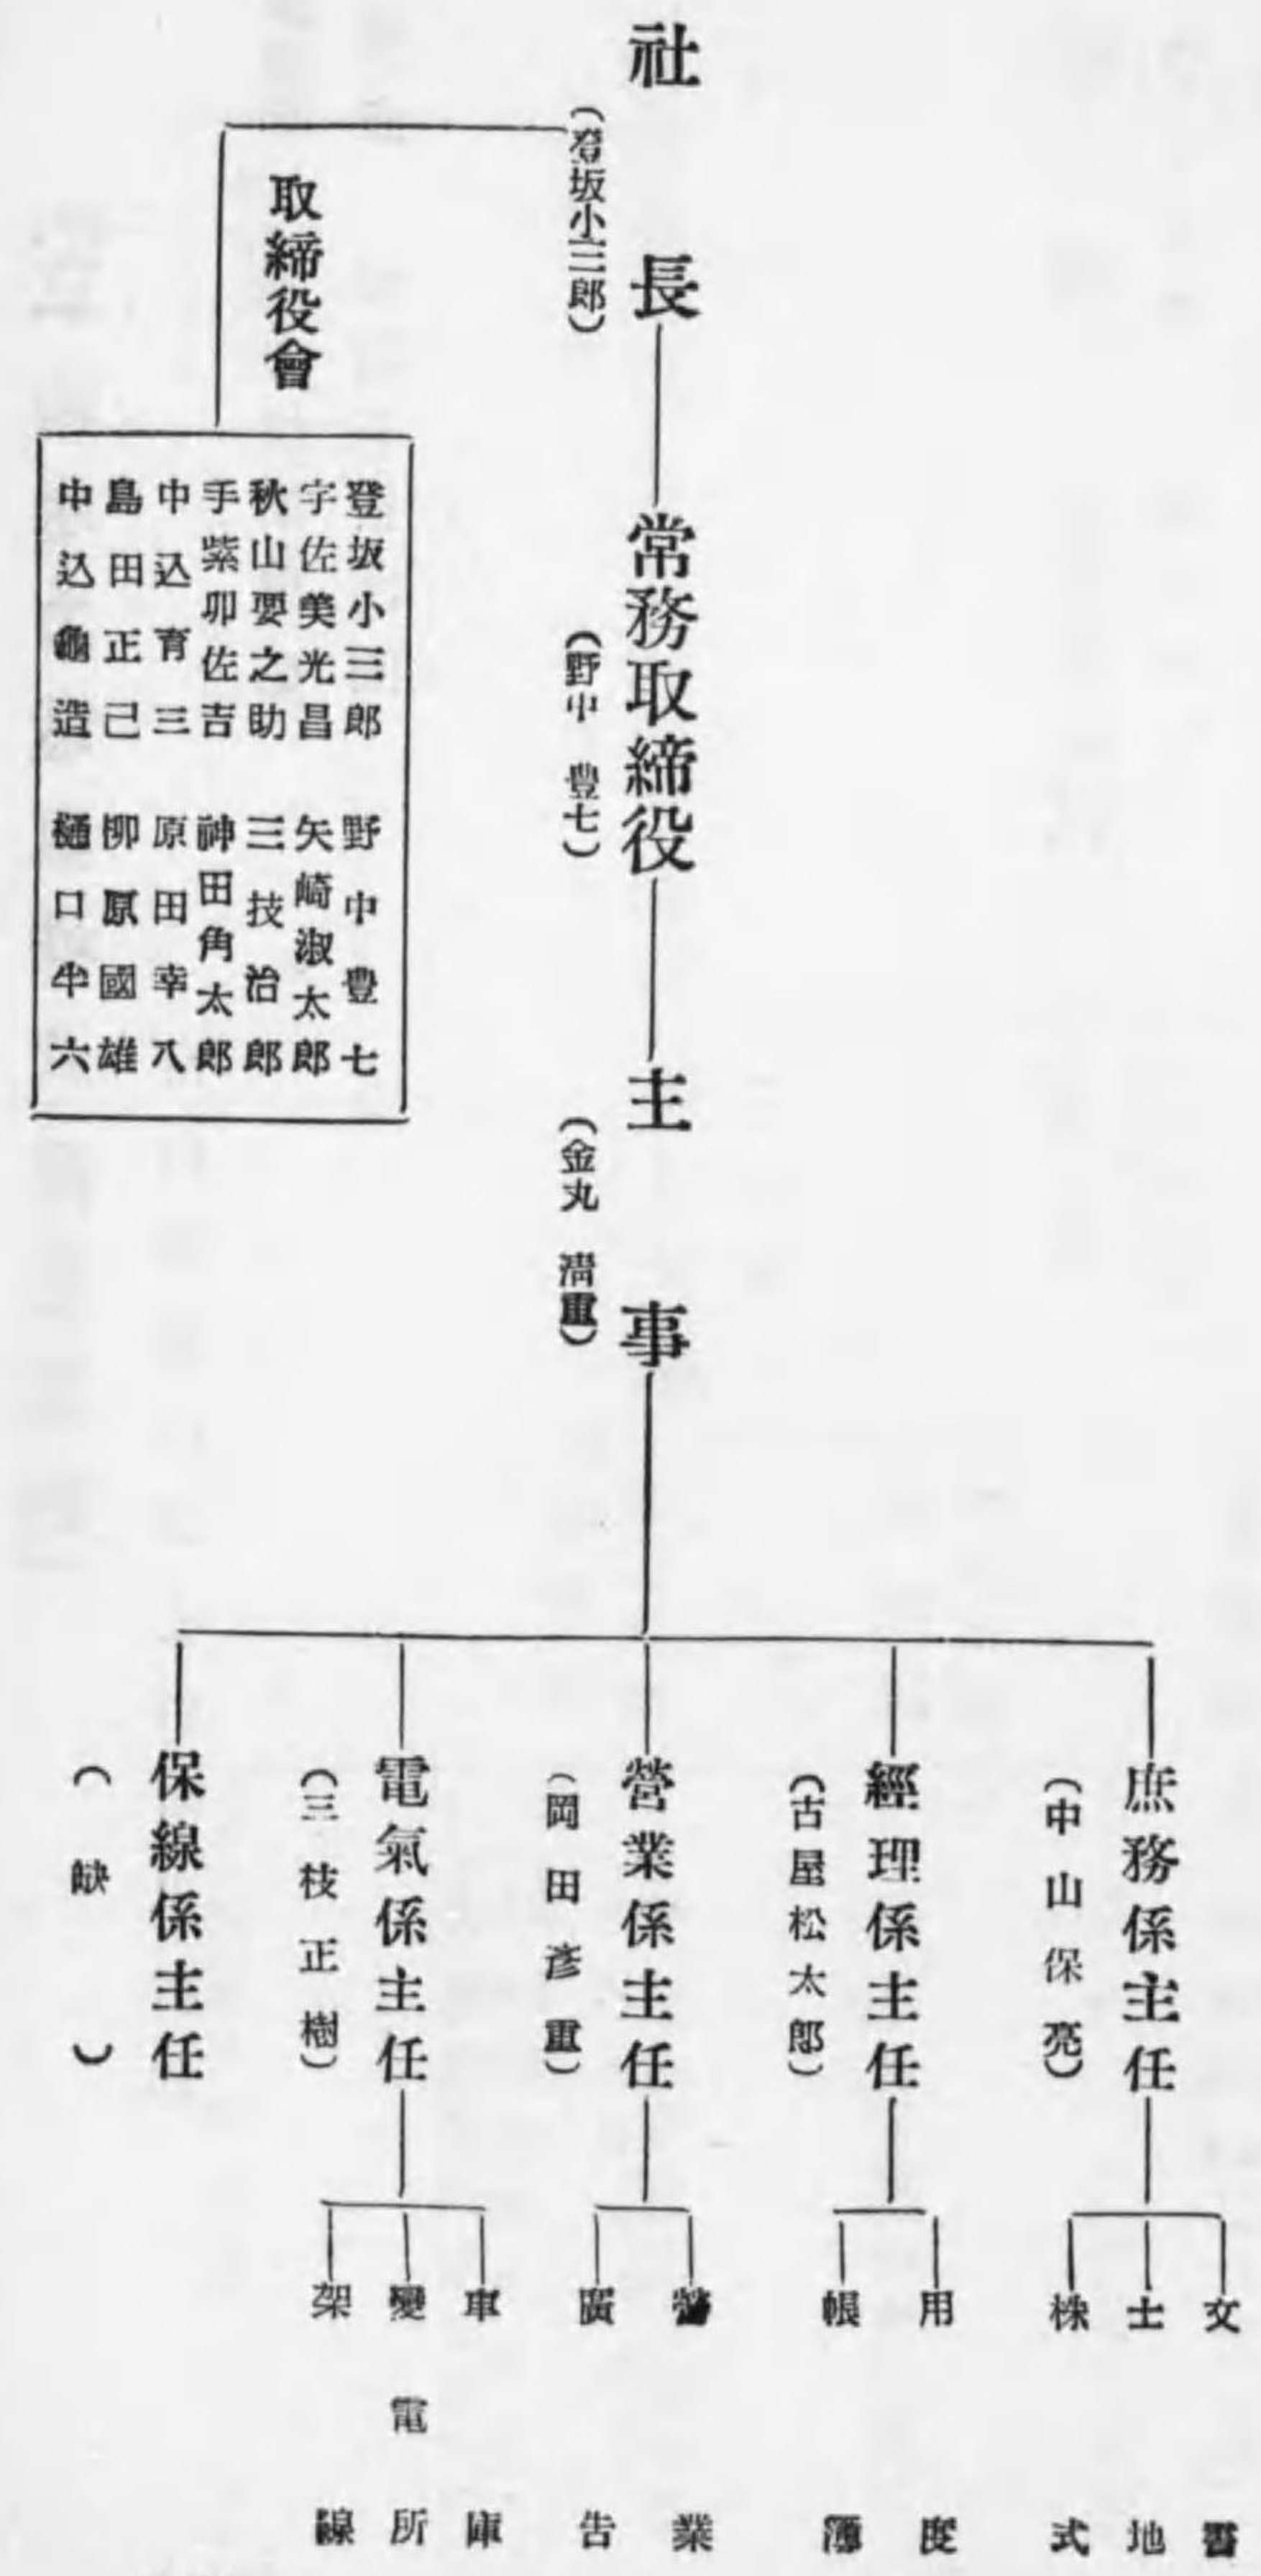 社長
(登坂小三郎)
取締役會
登坂小三郎 野中豊七
宇佐美光昌 矢崎淑太郎
秋山要之助 三技治郎
手紫卯佐吉 神田角太郎
中込育三 原田幸八
島田正己 柳原國雄
中込龜造 樋口半六
常務取締役
(野中 豊七)
主事
(金丸 淸重)
庶務係主任
(中山保亮)
文書
土地
株式
經理係主任
(古屋松太郎)
用度
帳簿
營業係主任
(岡田彥重)
營業
廣告
電氣係主任
(三枝正樹)
車庫
變電所
架線
保線係主任
(缺)